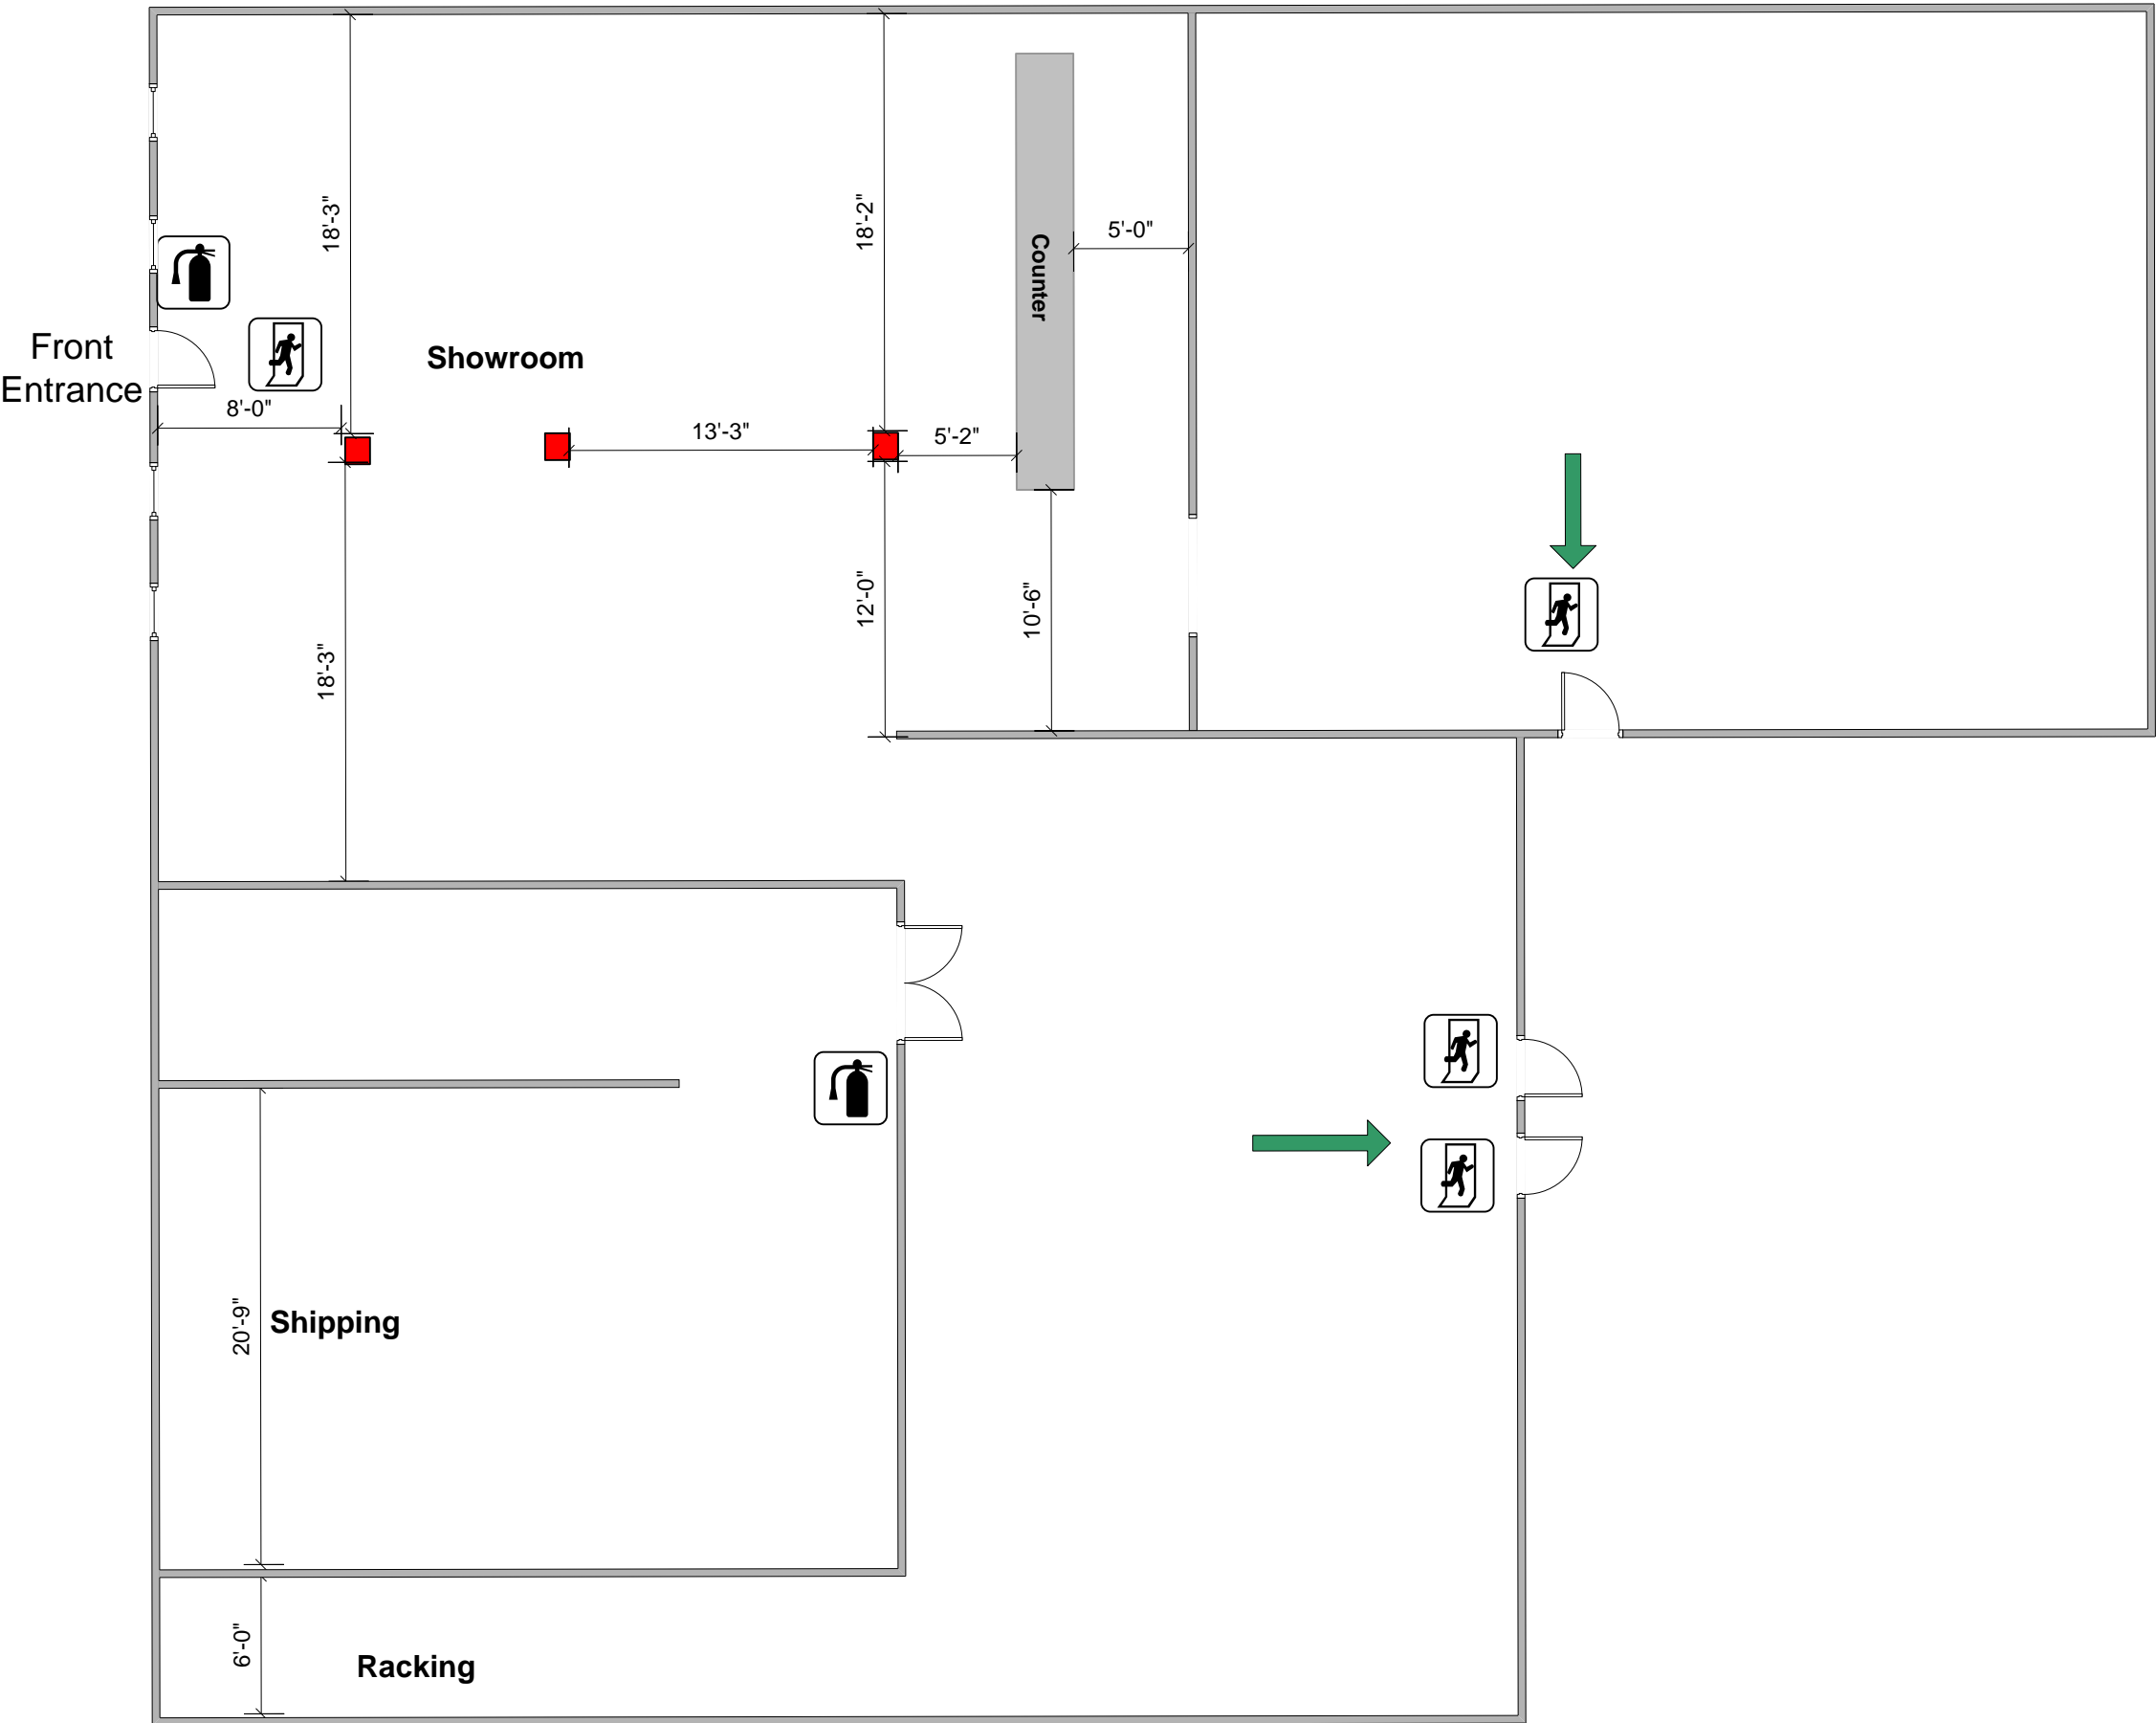 18'-3"
18'-2"
5'-0"
Counter
Front
Entrance
Showroom
8'-0"
13'-3"
5'-2"
12'-0"
10'-6"
18'-3"
20'-9"
Shipping
6'-0"
Racking